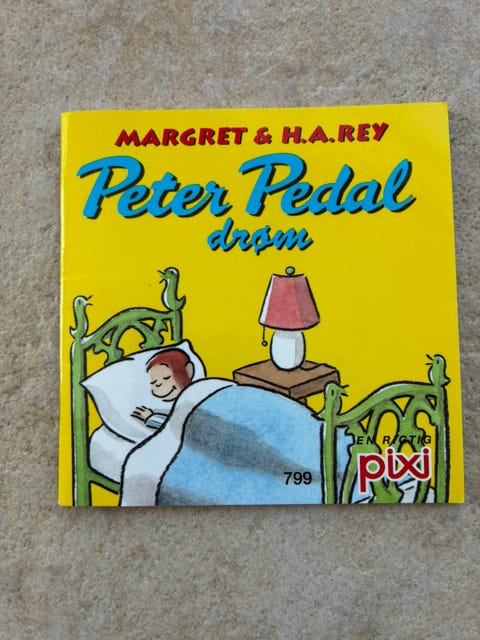 MARGRET & H.A.REY
Peter Pedal
drøm
EN RIGTIG
pixi
799